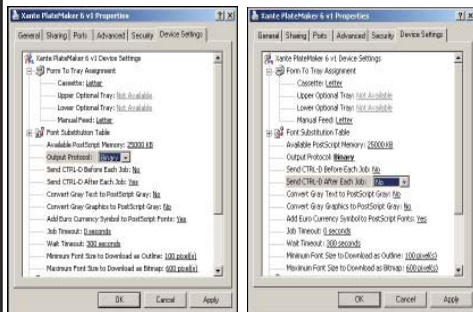 Xante PlateMaker 6 v1 Properties
General Sharing Ports Advanced Security Device Settings
Xante PlateMaker 6 v1 Device Settings
Form To Tray Assignment
Cassette: Letter
Upper Optional Tray: Not Available
Lower Optional Tray: Not Available
Manual Feed: Letter
Font Substitution Table
Available PostScript Memory: 25000 KB
Output Protocol: Binary
Send CTRL-D Before Each Job: No
Send CTRL-D After Each Job: Yes
Convert Gray Text to PostScript Gray: No
Convert Gray Graphics to PostScript Gray: No
Add Euro Currency Symbol to PostScript Fonts: Yes
Job Timeout: 0 seconds
Wait Timeout: 300 seconds
Minimum Font Size to Download as Outline: 100 pixel(s)
Maximum Font Size to Download as Bitmap: 600 pixel(s)
OK Cancel Apply
Xante PlateMaker 6 v1 Properties
General Sharing Ports Advanced Security Device Settings
Xante PlateMaker 6 v1 Device Settings
Form To Tray Assignment
Cassette: Letter
Upper Optional Tray: Not Available
Lower Optional Tray: Not Available
Manual Feed: Letter
Font Substitution Table
Available PostScript Memory: 25000 KB
Output Protocol: Binary
Send CTRL-D Before Each Job: No
Send CTRL-D After Each Job: No
Convert Gray Text to PostScript Gray: No
Convert Gray Graphics to PostScript Gray: No
Add Euro Currency Symbol to PostScript Fonts: Yes
Job Timeout: 0 seconds
Wait Timeout: 300 seconds
Minimum Font Size to Download as Outline: 100 pixel(s)
Maximum Font Size to Download as Bitmap: 600 pixel(s)
OK Cancel Apply